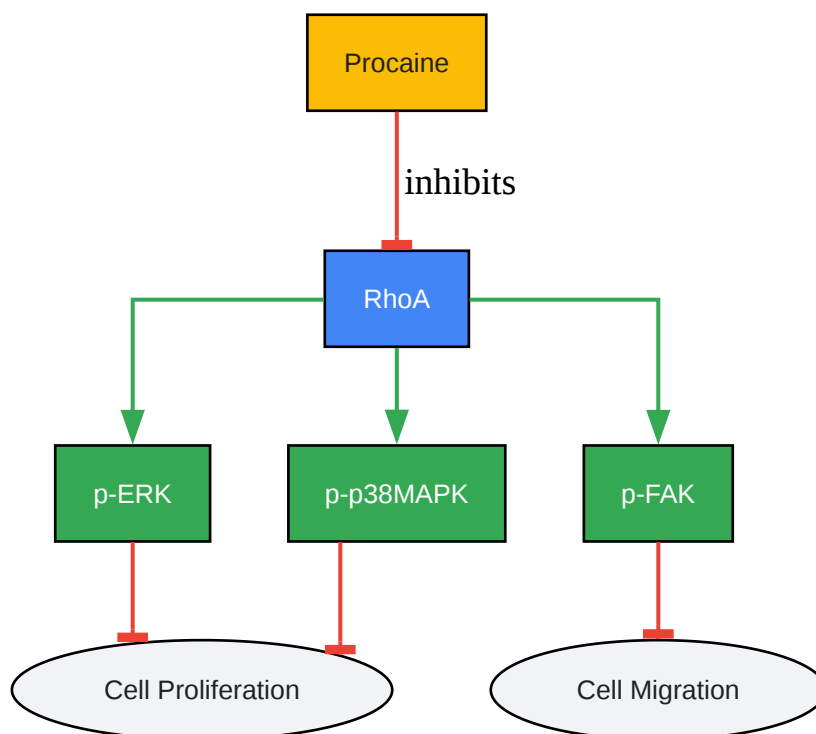 Procaine
inhibits
RhoA
p-ERK
p-p38MAPK
p-FAK
Cell Proliferation
Cell Migration